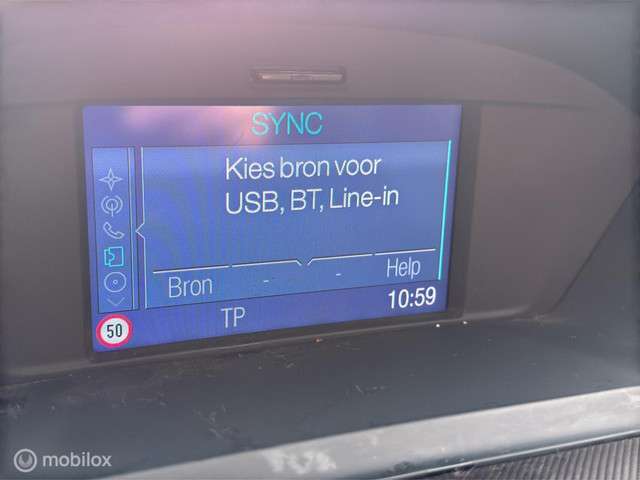 SYNC
Kies bron voor
USB, BT, Line-in
Bron - - Help
10:59
TP
50
mobilox